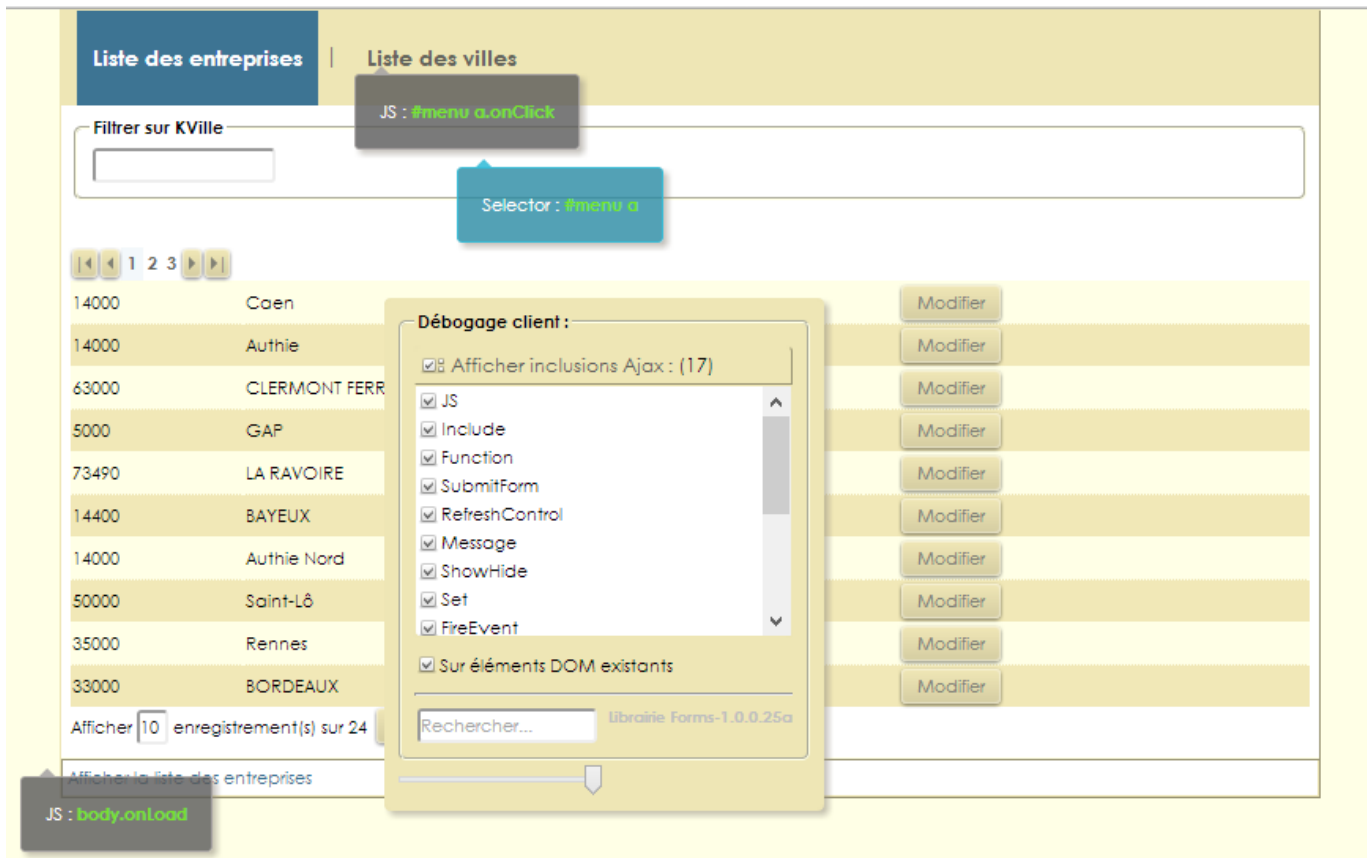 Liste des entreprises | Liste des villes
JS : #menu a.onClick
Filtrer sur KVille
Selector : #menu a
1 2 3
14000 Caen Modifier
14000 Authie Modifier
63000 CLERMONT FERR Modifier
5000 GAP Modifier
73490 LA RAVOIRE Modifier
14400 BAYEUX Modifier
14000 Authie Nord Modifier
50000 Saint-Lô Modifier
35000 Rennes Modifier
33000 BORDEAUX Modifier
Afficher 10 enregistrement(s) sur 24
Afficher la liste des entreprises
JS : body.onLoad
Débogage client :
Afficher inclusions Ajax : (17)
JS
Include
Function
SubmitForm
RefreshControl
Message
ShowHide
Set
FireEvent
Sur éléments DOM existants
Rechercher... Librairie Forms-1.0.0.25a